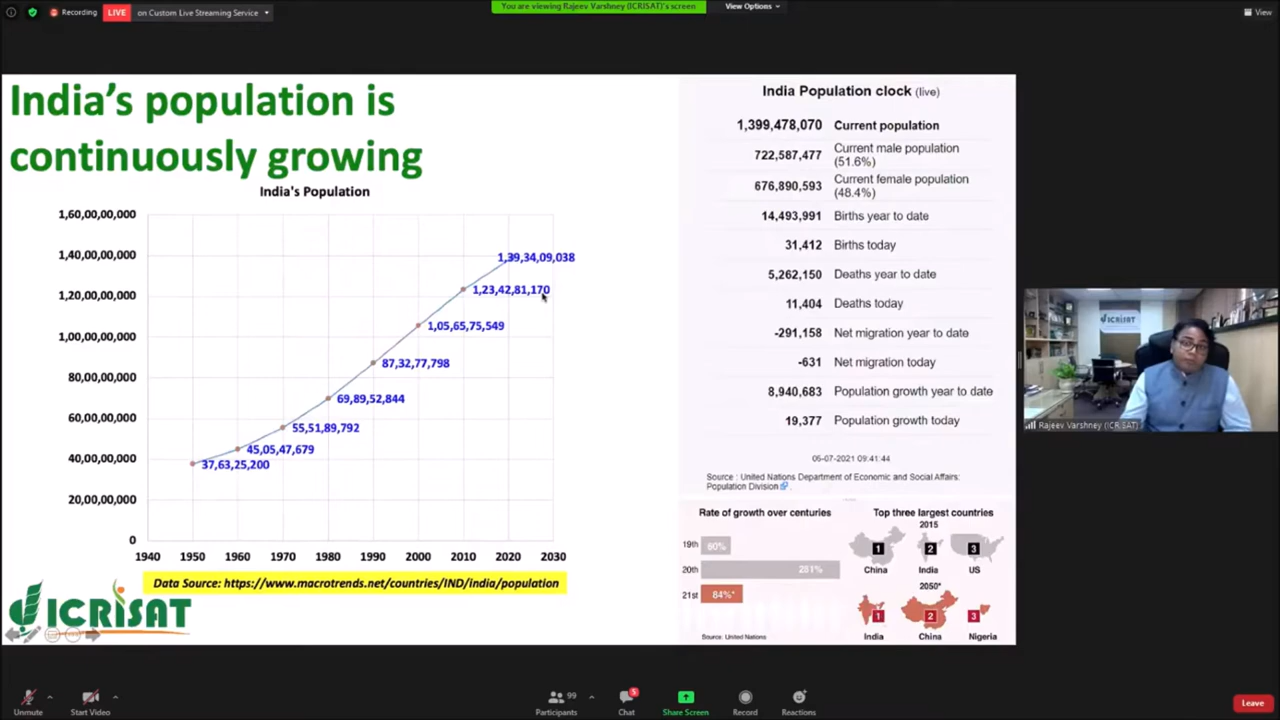 Recording
LIVE
on Custom Live Streaming Service
You are viewing Rajeev Varshney (ICRISAT)'s screen
View Options
View
India's population is
continuously growing
India's Population
1,60,00,00,000
1,40,00,00,000
1,20,00,00,000
1,00,00,00,000
80,00,00,000
60,00,00,000
40,00,00,000
20,00,00,000
0
1,39,34,09,038
1,23,42,81,170
1,05,65,75,549
87,32,77,798
69,89,52,844
55,51,89,792
45,05,47,679
37,63,25,200
1940 1950 1960 1970 1980 1990 2000 2010 2020 2030
Data Source: https://www.macrotrends.net/countries/IND/india/population
ICRISAT
India Population clock (live)
1,399,478,070 Current population
722,587,477 Current male population
(51.6%)
676,890,593 Current female population
(48.4%)
14,493,991 Births year to date
31,412 Births today
5,262,150 Deaths year to date
11,404 Deaths today
-291,158 Net migration year to date
-631 Net migration today
8,940,683 Population growth year to date
19,377 Population growth today
06-07-2021 09:41:44
Source : United Nations Department of Economic and Social Affairs:
Population Division
Rate of growth over centuries
19th 60%
20th 281%
21st 84%*
Source: United Nations
Top three largest countries
2015
1 2 3
China India US
2050*
1 2 3
India China Nigeria
ICRISAT
Rajeev Varshney (ICRISAT)
Unmute
Start Video
99
Participants
5
Chat
Share Screen
Record
Reactions
Leave